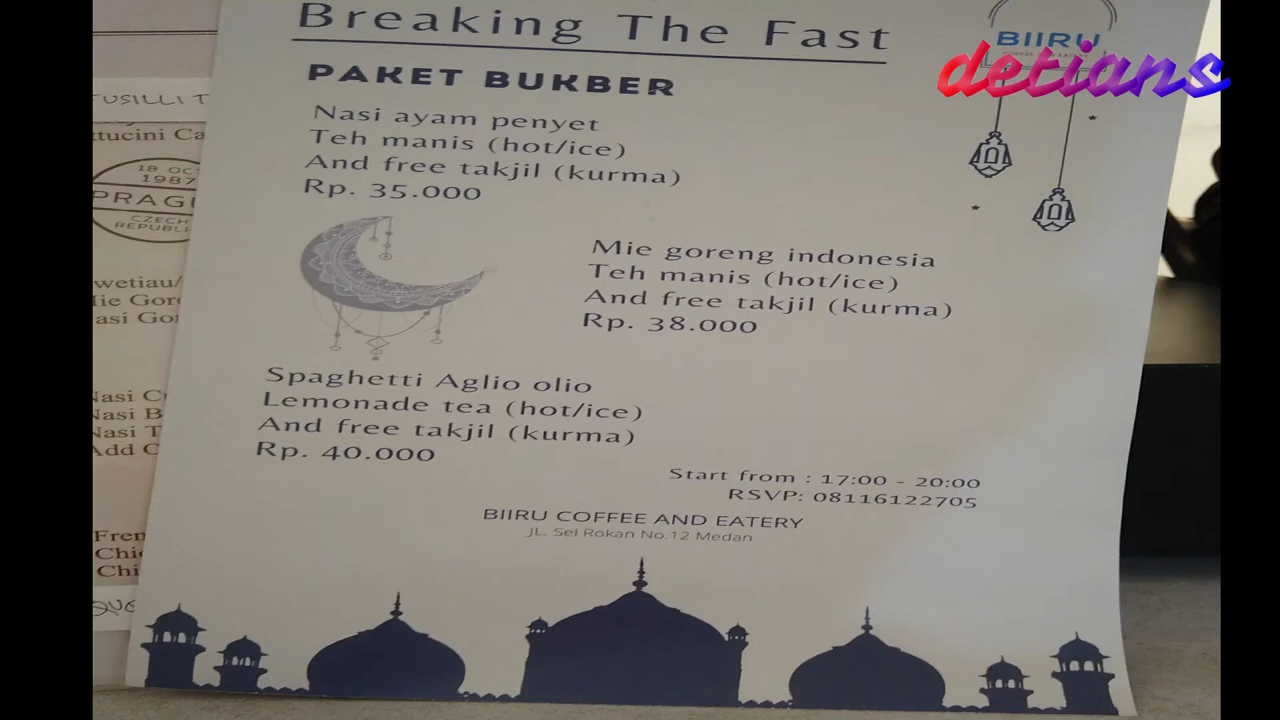 Breaking The Fast
BIIRU
detians
PAKET BUKBER
Nasi ayam penyet
Teh manis (hot/ice)
And free takjil (kurma)
Rp. 35.000
Mie goreng indonesia
Teh manis (hot/ice)
And free takjil (kurma)
Rp. 38.000
Spaghetti Aglio olio
Lemonade tea (hot/ice)
And free takjil (kurma)
Rp. 40.000
Start from : 17:00 - 20:00
RSVP: 08116122705
BIIRU COFFEE AND EATERY
JL. Sei Rokan No.12 Medan
FUSILLI
18 OC
1987
PRAGU
CZECH
REPUBLI
Nasi
Nasi
Nasi
Add